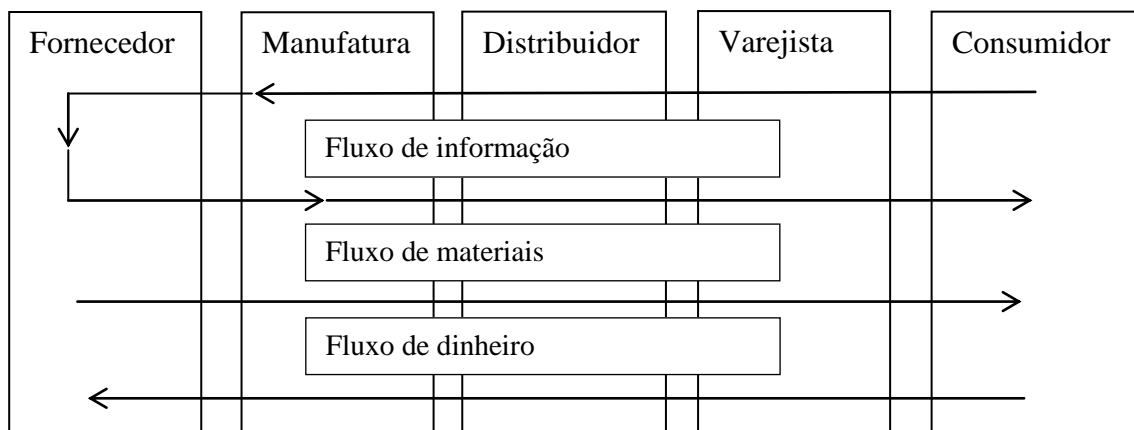 Fornecedor
Manufatura
Distribuidor
Varejista
Consumidor
Fluxo de informação
Fluxo de materiais
Fluxo de dinheiro